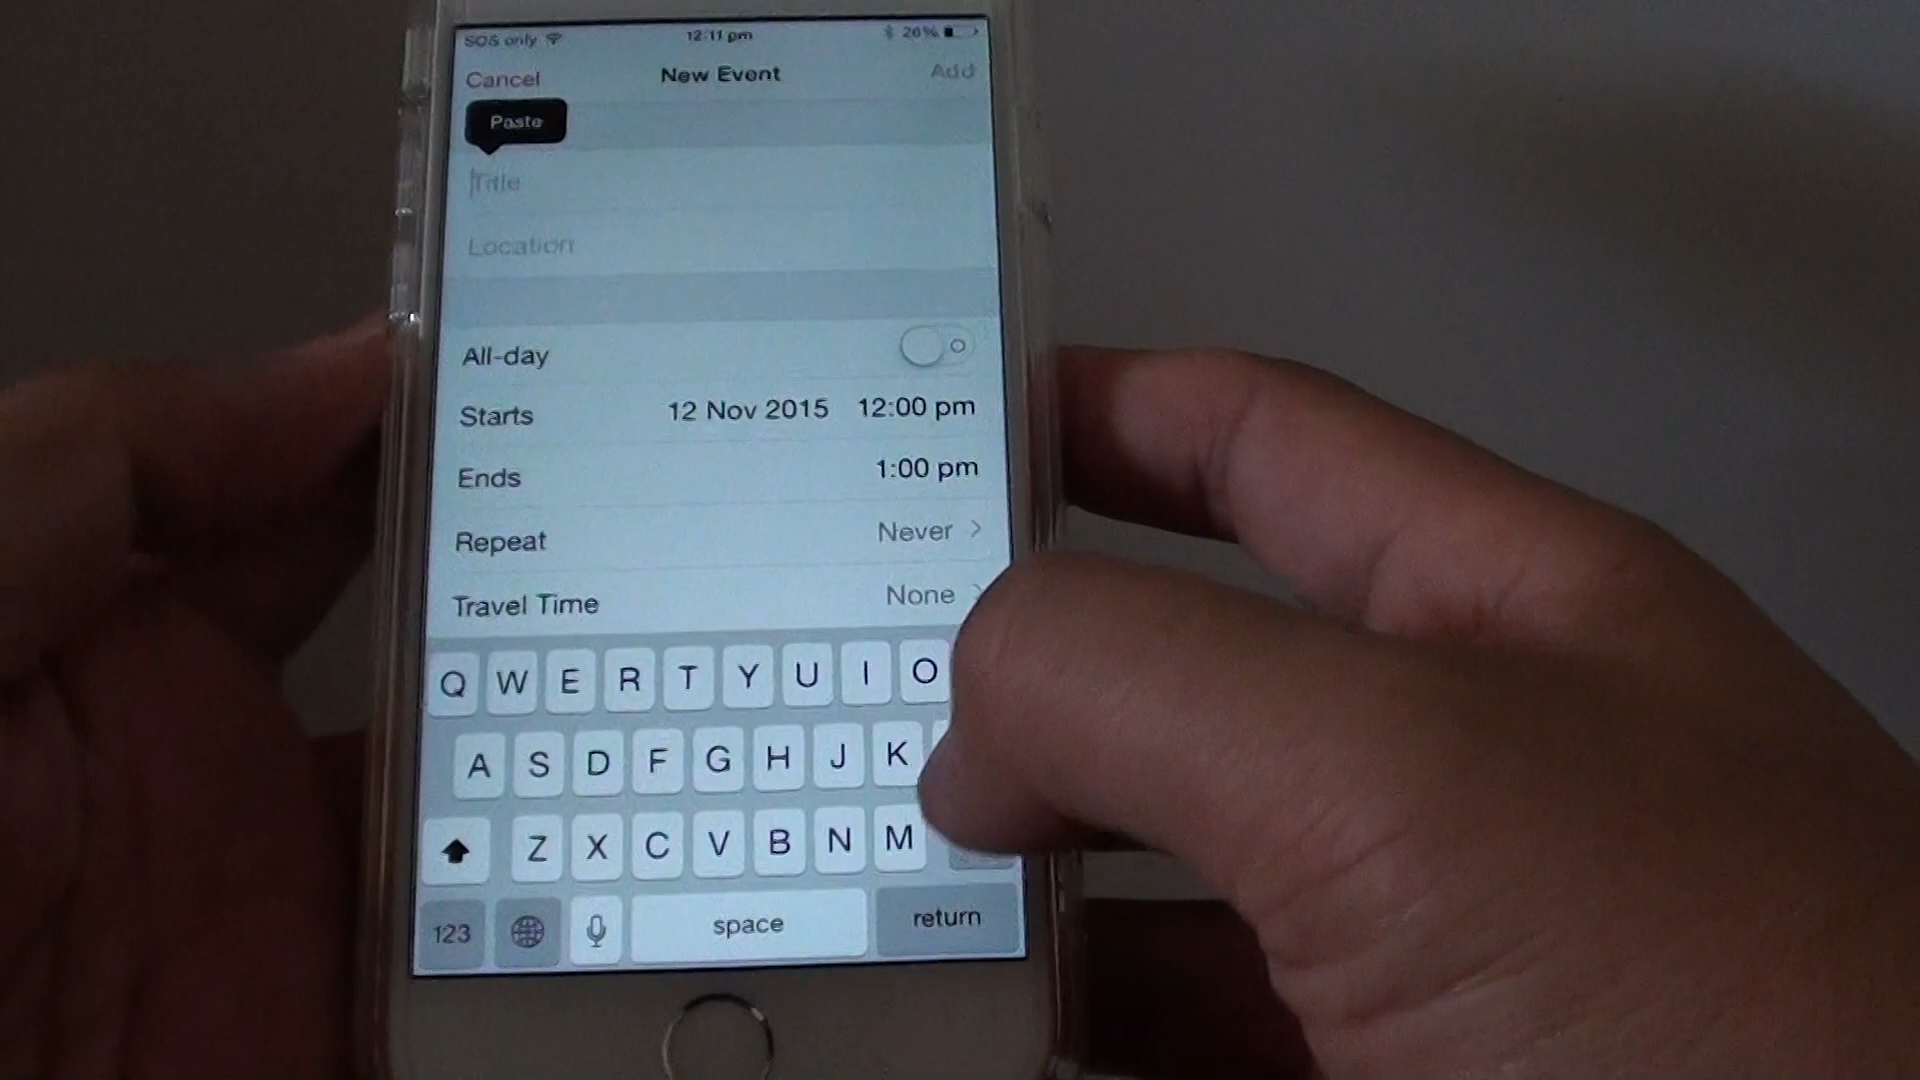 SOS only 12:11 pm 26%
Cancel New Event Add
Paste
Title
Location
All-day
Starts 12 Nov 2015 12:00 pm
Ends 1:00 pm
Repeat Never >
Travel Time None >
Q W E R T Y U I O
A S D F G H J K
Z X C V B N M
123 space return